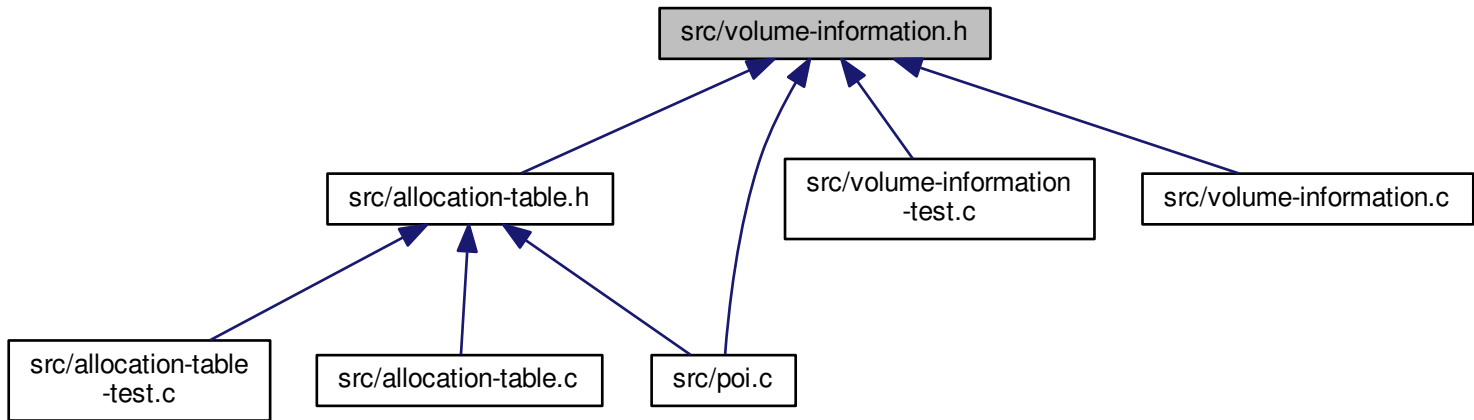 src/volume-information.h
src/allocation-table.h
src/volume-information
-test.c
src/volume-information.c
src/allocation-table
-test.c
src/allocation-table.c
src/poi.c